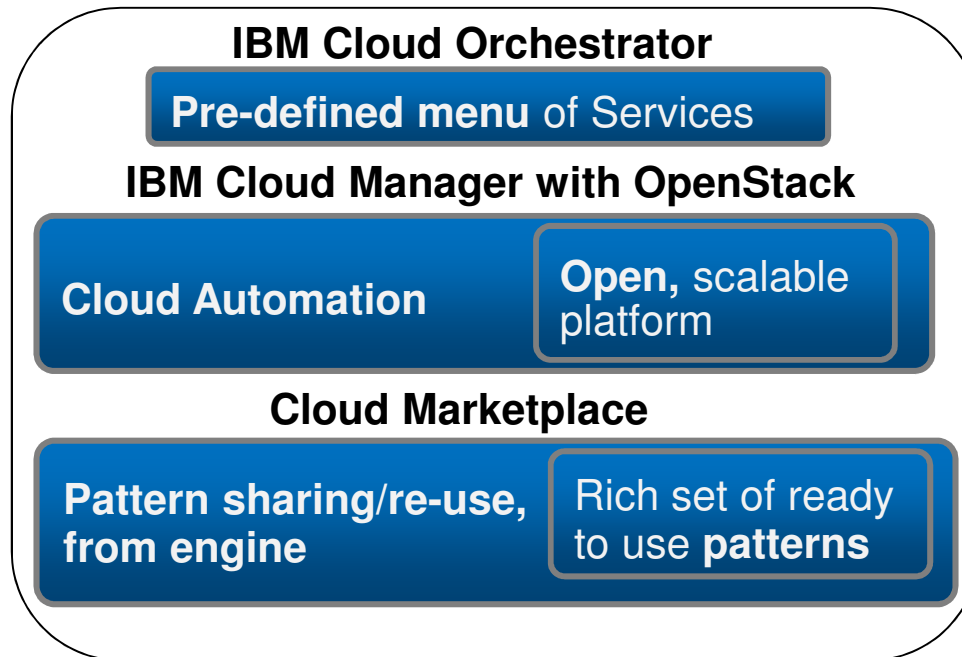 IBM Cloud Orchestrator
Pre-defined menu of Services
IBM Cloud Manager with OpenStack
Cloud Automation
Open, scalable
platform
Cloud Marketplace
Pattern sharing/re-use,
from engine
Rich set of ready
to use patterns